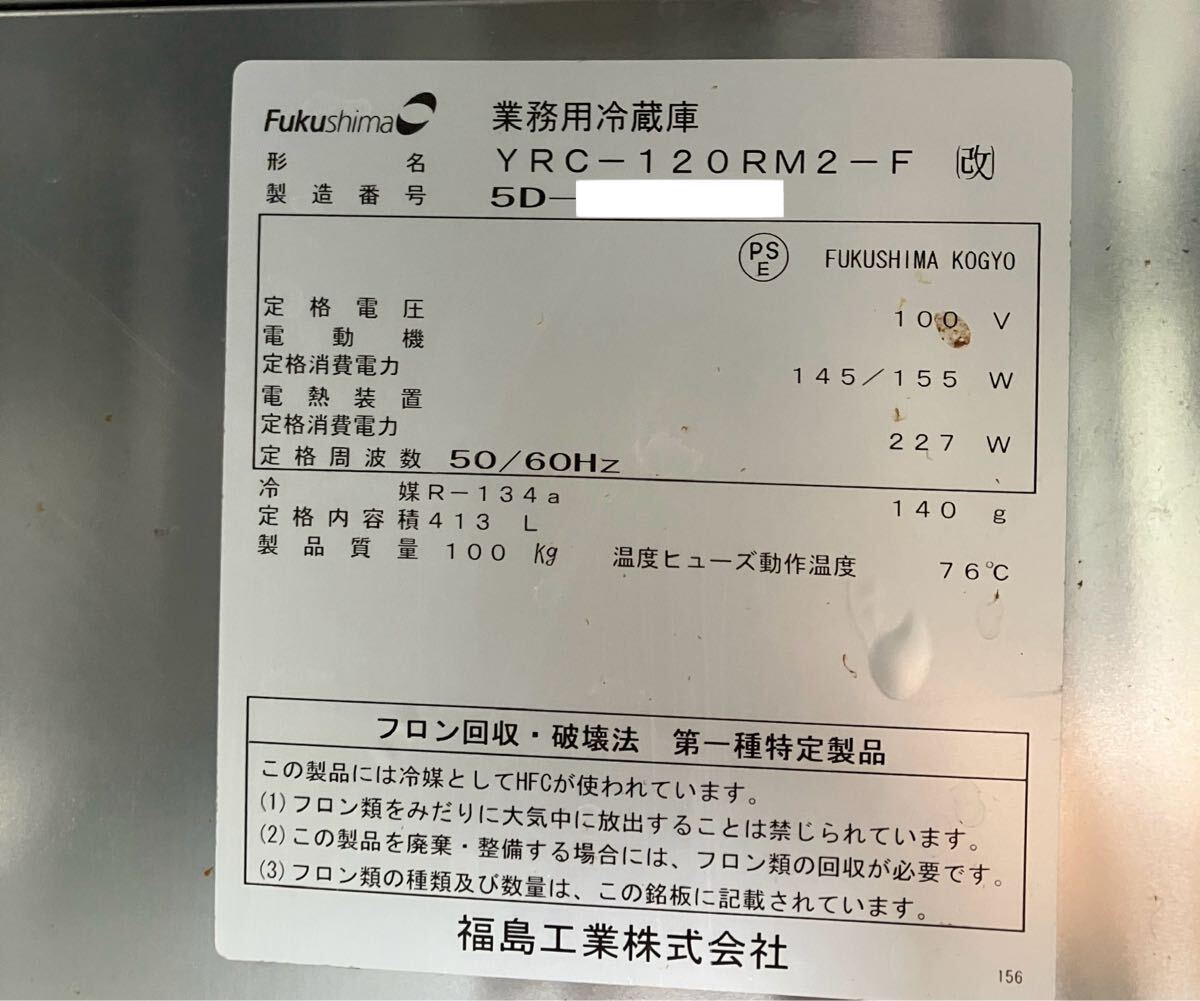 Fukushima 業務用冷蔵庫
形名 YRC-120RM2-F ㈹改
製造番号 5D-
PSE FUKUSHIMA KOGYO
定格電圧 100 V
電動機
定格消費電力 145/155 W
電熱装置
定格消費電力 227 W
定格周波数 50/60Hz
冷媒 R-134a 140 g
定格内容積 413 L
製品質量 100 Kg 温度ヒューズ動作温度 76℃
フロン回収・破壊法 第一種特定製品
この製品には冷媒としてHFCが使われています。
(1)フロン類をみだりに大気中に放出することは禁じられています。
(2)この製品を廃棄・整備する場合には、フロン類の回収が必要です。
(3)フロン類の種類及び数量は、この銘板に記載されています。
福島工業株式会社
156